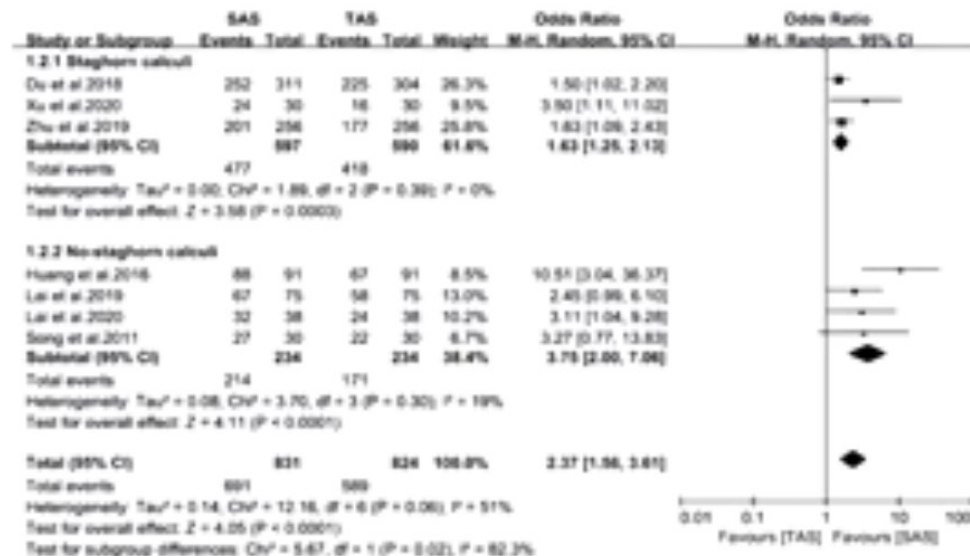 SAS TAS Odds Ratio Odds Ratio
Study or Subgroup Events Total Events Total Weight M-H, Random, 95% CI M-H, Random, 95% CI
1.2.1 Staghorn calculi
Du et al.2018 252 311 225 304 26.3% 1.50 [1.02, 2.20]
Xu et al.2020 24 30 16 30 9.5% 3.50 [1.11, 11.02]
Zhu et al.2019 201 256 177 256 25.8% 1.63 [1.09, 2.43]
Subtotal (95% CI) 597 590 61.6% 1.63 [1.25, 2.13]
Total events 477 418
Heterogeneity: Tau² = 0.00; Chi² = 1.89, df = 2 (P = 0.39); I² = 0%
Test for overall effect: Z = 3.58 (P = 0.0003)
1.2.2 No-staghorn calculi
Huang et al.2016 88 91 67 91 8.5% 10.51 [3.04, 36.37]
Lai et al.2019 67 75 58 75 13.0% 2.45 [0.99, 6.10]
Lai et al.2020 32 38 24 38 10.2% 3.11 [1.04, 9.28]
Song et al.2011 27 30 22 30 6.7% 3.27 [0.77, 13.83]
Subtotal (95% CI) 234 234 38.4% 3.75 [2.00, 7.06]
Total events 214 171
Heterogeneity: Tau² = 0.08; Chi² = 3.70, df = 3 (P = 0.30); I² = 19%
Test for overall effect: Z = 4.11 (P < 0.0001)
Total (95% CI) 831 824 100.0% 2.37 [1.56, 3.61]
Total events 691 589
Heterogeneity: Tau² = 0.14; Chi² = 12.16, df = 6 (P = 0.06); I² = 51%
Test for overall effect: Z = 4.05 (P < 0.0001)
Test for subgroup differences: Chi² = 5.67, df = 1 (P = 0.02), I² = 82.3%
0.01 0.1 1 10 100
Favours [TAS] Favours [SAS]